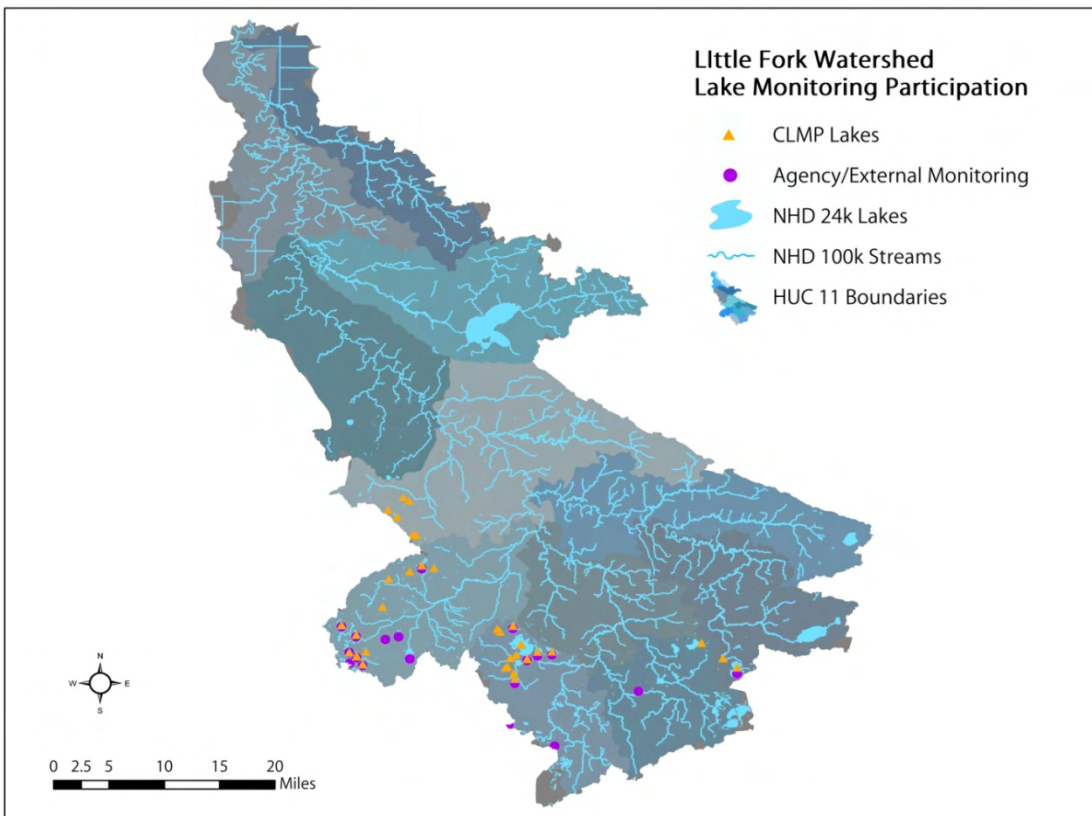 LIttle Fork Watershed
Lake Monitoring Participation
CLMP Lakes
Agency/External Monitoring
NHD 24k Lakes
NHD 100k Streams
HUC 11 Boundaries
N
W E
S
0 2.5 5 10 15 20
Miles